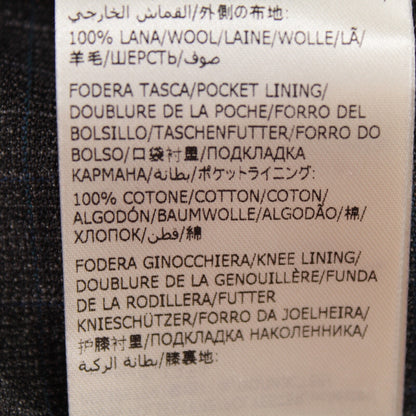 القماش الخارجي/外側の布地:
100% LANA/WOOL/LAINE/WOLLE/LÃ/
羊毛/ШЕРСТЬ/صوف/
FODERA TASCA/POCKET LINING/
DOUBLURE DE LA POCHE/FORRO DEL
BOLSILLO/TASCHENFUTTER/FORRO DO
BOLSO/口袋衬里/ПОДКЛАДКА
КАРМАНА/بطانة/ポケットライニング:
100% COTONE/COTTON/COTON/
ALGODÓN/BAUMWOLLE/ALGODÃO/棉/
ХЛОПОК/قطن/綿
FODERA GINOCCHIERA/KNEE LINING/
DOUBLURE DE LA GENOUILLÈRE/FUNDA
DE LA RODILLERA/FUTTER
KNIESCHÜTZER/FORRO DA JOELHEIRA/
护膝衬里/ПОДКЛАДКА НАКОЛЕННИКА/
بطانة الركبة/膝裏地: